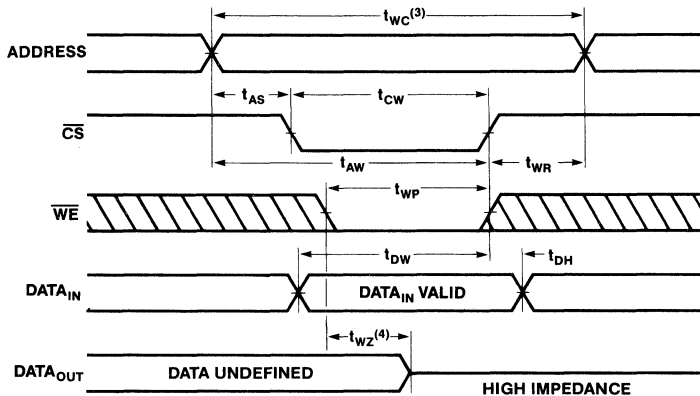 tWC(3)
ADDRESS
tAS
tCW
CS
tAW
tWR
tWP
WE
tDW
tDH
DATAIN
DATAIN VALID
tWZ(4)
DATAOUT
DATA UNDEFINED
HIGH IMPEDANCE